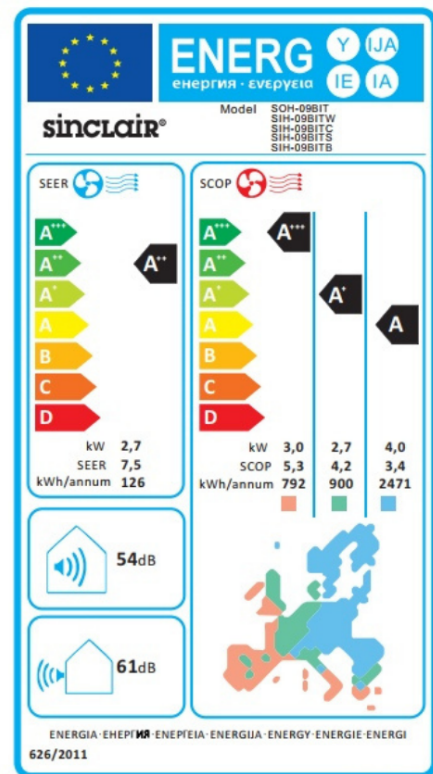 ENERG Y IJA
енергия · ενεργεια IE IA
sinclair®
Model SOH-09BIT
SIH-09BITW
SIH-09BITC
SIH-09BITS
SIH-09BITB
SEER
A+++
A++ A++
A+
A
B
C
D
kW 2,7
SEER 7,5
kWh/annum 126
SCOP
A+++ A+++
A++
A+ A+
A A
B
C
D
kW 3,0 2,7 4,0
SCOP 5,3 4,2 3,4
kWh/annum 792 900 2471
54dB
61dB
ENERGIA·ЕНЕРГИЯ·ΕΝΕΡΓΕΙΑ·ENERGIJA·ENERGY·ENERGIE·ENERGI
626/2011